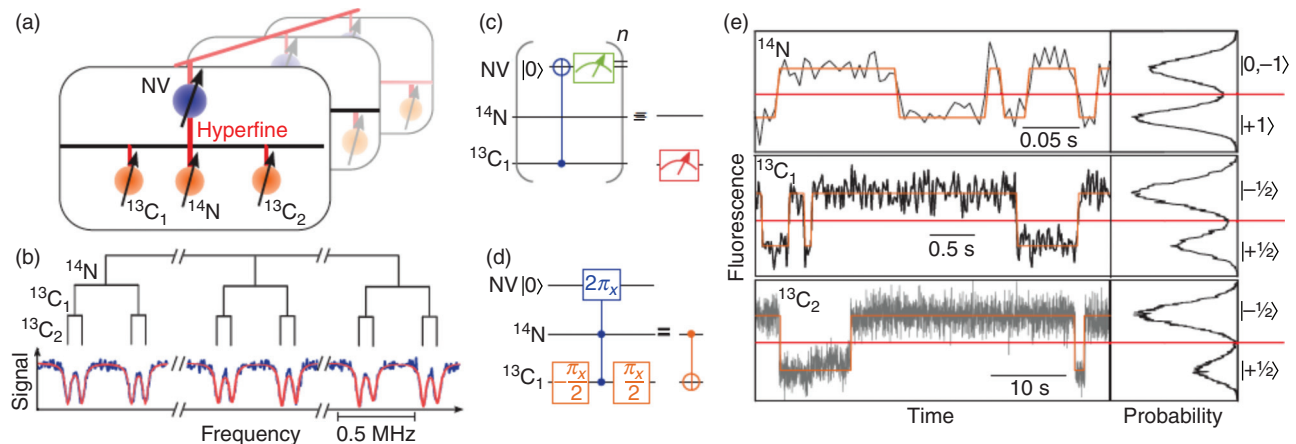 (a)
NV
Hyperfine
¹³C₁
¹⁴N
¹³C₂
(b)
¹⁴N
¹³C₁
¹³C₂
Signal
Frequency
0.5 MHz
(c)
n
NV |0⟩
=
¹⁴N
≡
¹³C₁
(d)
NV |0⟩ 2πₓ
¹⁴N
=
¹³C₁ -πₓ/2 πₓ/2
(e)
Fluorescence
¹⁴N
0.05 s
|0,−1⟩
|+1⟩
¹³C₁
0.5 s
|−½⟩
|+½⟩
¹³C₂
10 s
|−½⟩
|+½⟩
Time
Probability